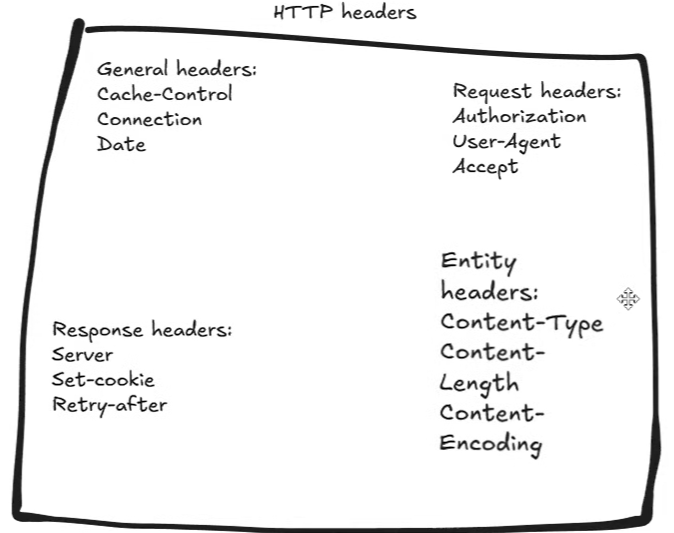 HTTP headers
General headers:
Cache-Control
Connection
Date
Request headers:
Authorization
User-Agent
Accept
Response headers:
Server
Set-cookie
Retry-after
Entity
headers:
Content-Type
Content-
Length
Content-
Encoding